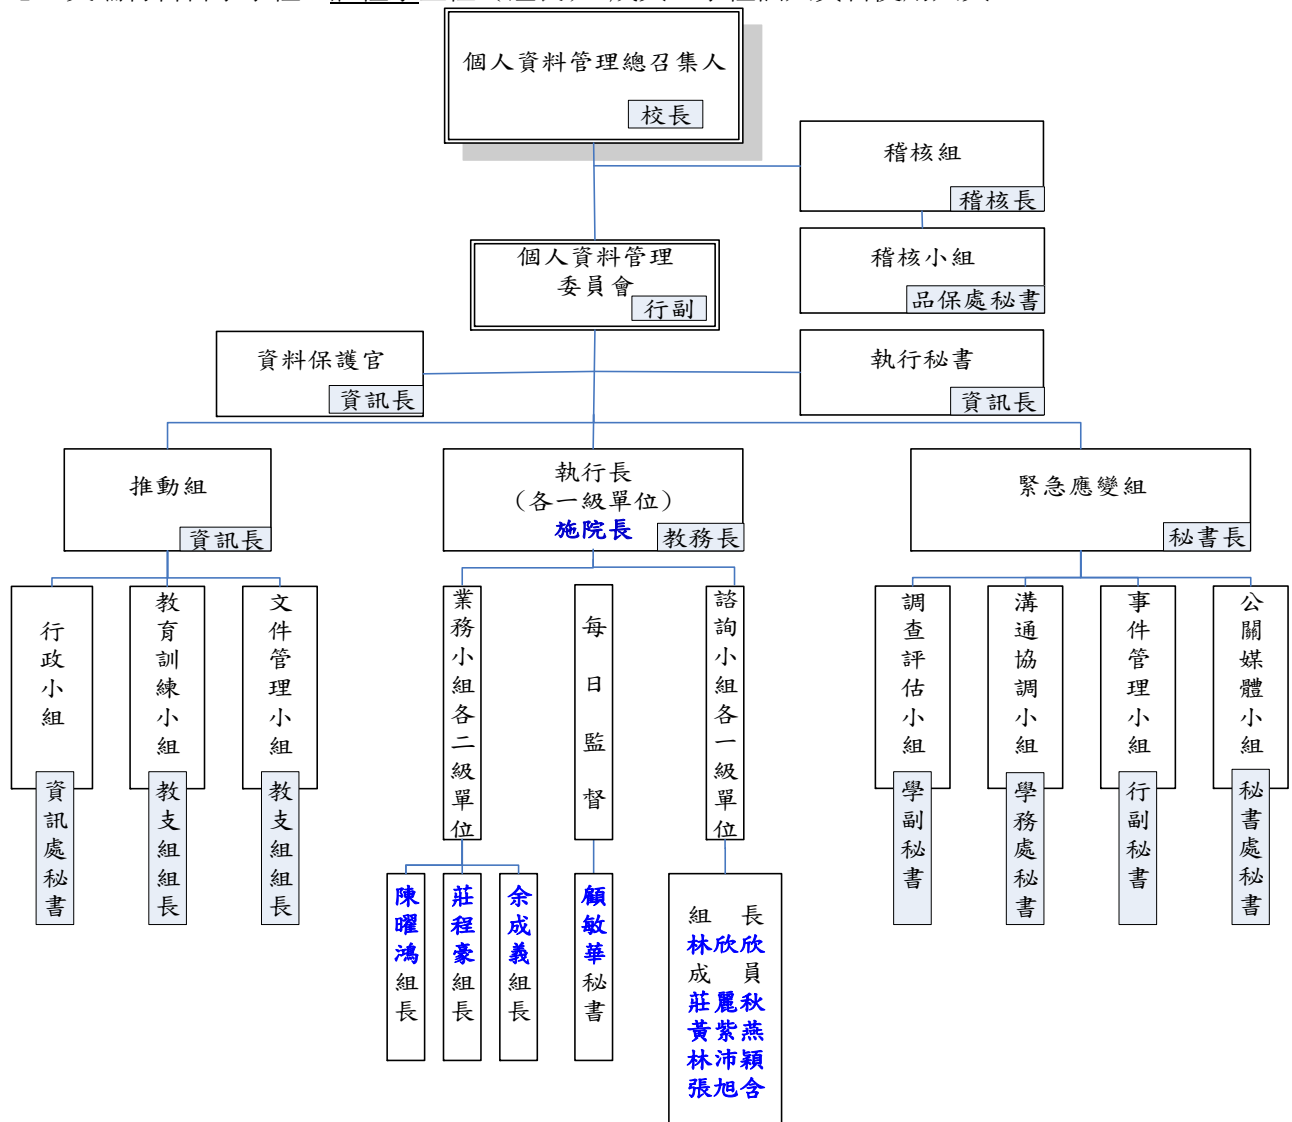 個人資料管理總召集人
校長
稽核組
稽核長
個人資料管理
委員會
行副
稽核小組
品保處秘書
資料保護官
資訊長
執行秘書
資訊長
推動組
資訊長
執行長
（各一級單位）
施院長
教務長
緊急應變組
秘書長
行政小組
資訊處秘書
教育訓練小組
教支組組長
文件管理小組
教支組組長
業務小組各二級單位
陳曜鴻組長
莊程豪組長
余成義組長
每日監督
顧敏華秘書
諮詢小組各一級單位
組長
林欣欣
成員
莊麗秋
黃紫燕
林沛穎
張旭含
調查評估小組
學副秘書
溝通協調小組
學務處秘書
事件管理小組
行副秘書
公關媒體小組
秘書處秘書